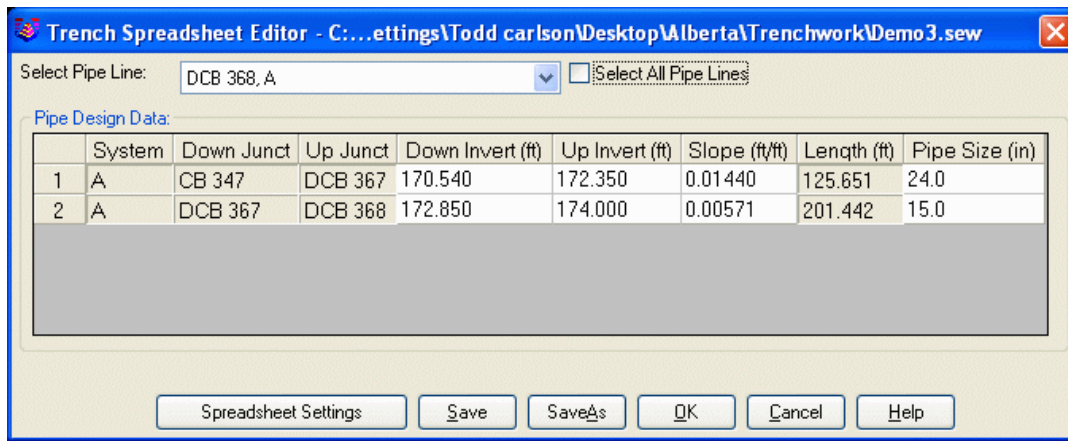 Trench Spreadsheet Editor - C:...ettings\Todd carlson\Desktop\Alberta\Trenchwork\Demo3.sew
Select Pipe Line: DCB 368, A Select All Pipe Lines
Pipe Design Data:
System Down Junct Up Junct Down Invert (ft) Up Invert (ft) Slope (ft/ft) Length (ft) Pipe Size (in)
1 A CB 347 DCB 367 170.540 172.350 0.01440 125.651 24.0
2 A DCB 367 DCB 368 172.850 174.000 0.00571 201.442 15.0
Spreadsheet Settings Save SaveAs OK Cancel Help